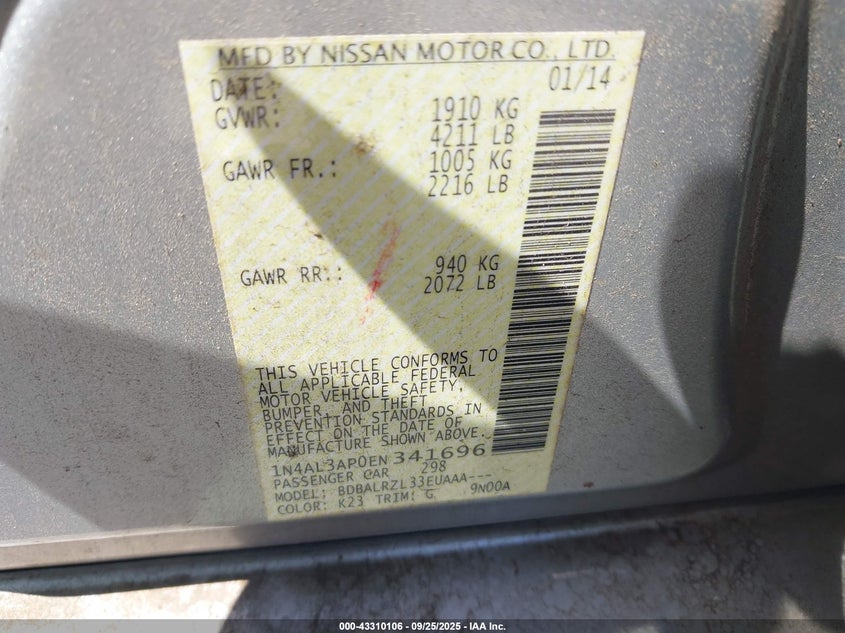 MFD BY NISSAN MOTOR CO., LTD.
DATE: 01/14
GVWR: 1910 KG
4211 LB
GAWR FR.: 1005 KG
2216 LB
GAWR RR.: 940 KG
2072 LB
THIS VEHICLE CONFORMS TO
ALL APPLICABLE FEDERAL
MOTOR VEHICLE SAFETY,
BUMPER, AND THEFT
PREVENTION STANDARDS IN
EFFECT ON THE DATE OF
MANUFACTURE SHOWN ABOVE.
1N4AL3AP0EN 341696
PASSENGER CAR 298
MODEL: BDBALRZL33EUAAA---
COLOR: K23 TRIM: G 9N00A
000-43310106 - 09/25/2025 - IAA Inc.